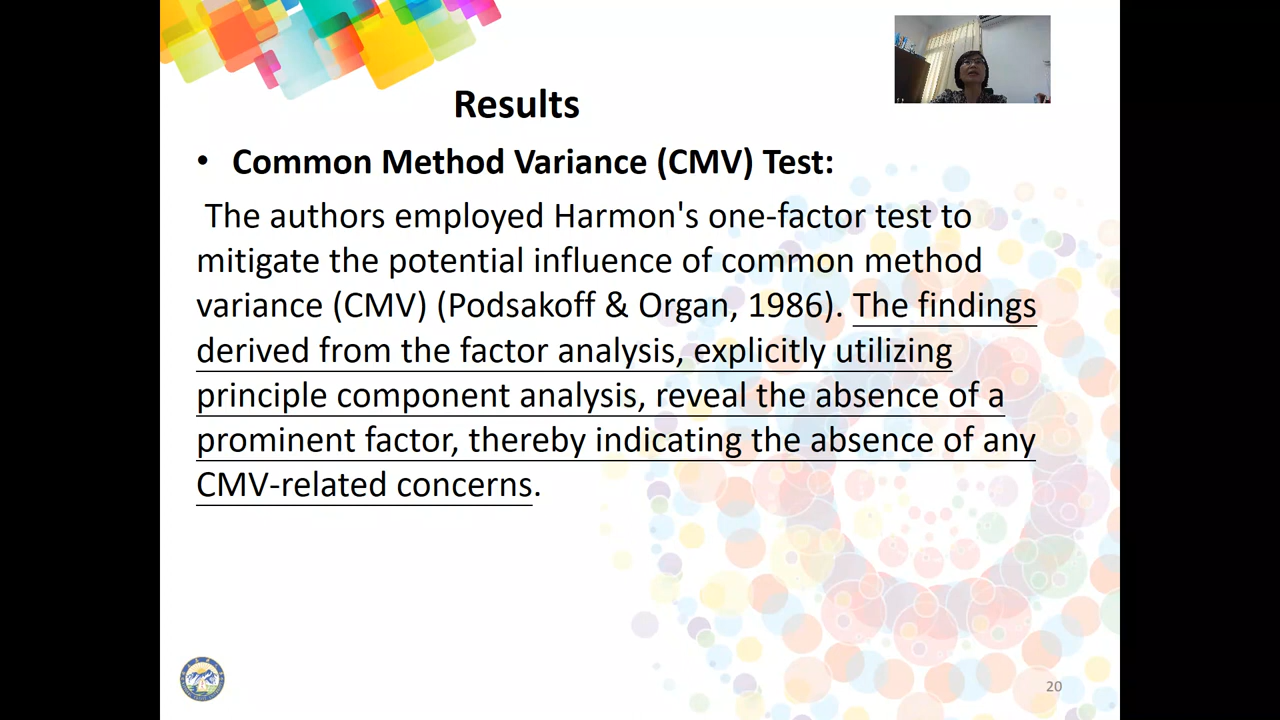 Results
• Common Method Variance (CMV) Test:
The authors employed Harmon's one-factor test to
mitigate the potential influence of common method
variance (CMV) (Podsakoff & Organ, 1986). The findings
derived from the factor analysis, explicitly utilizing
principle component analysis, reveal the absence of a
prominent factor, thereby indicating the absence of any
CMV-related concerns.
20